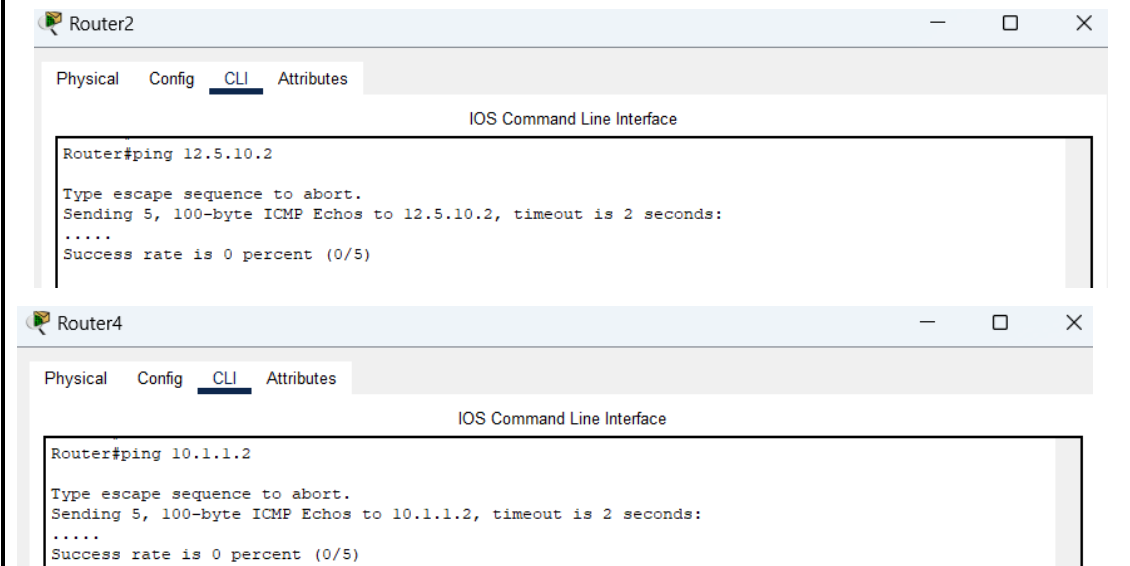 Router2
Physical Config CLI Attributes
IOS Command Line Interface
Router#ping 12.5.10.2
Type escape sequence to abort.
Sending 5, 100-byte ICMP Echos to 12.5.10.2, timeout is 2 seconds:
.....
Success rate is 0 percent (0/5)
Router4
Physical Config CLI Attributes
IOS Command Line Interface
Router#ping 10.1.1.2
Type escape sequence to abort.
Sending 5, 100-byte ICMP Echos to 10.1.1.2, timeout is 2 seconds:
.....
Success rate is 0 percent (0/5)